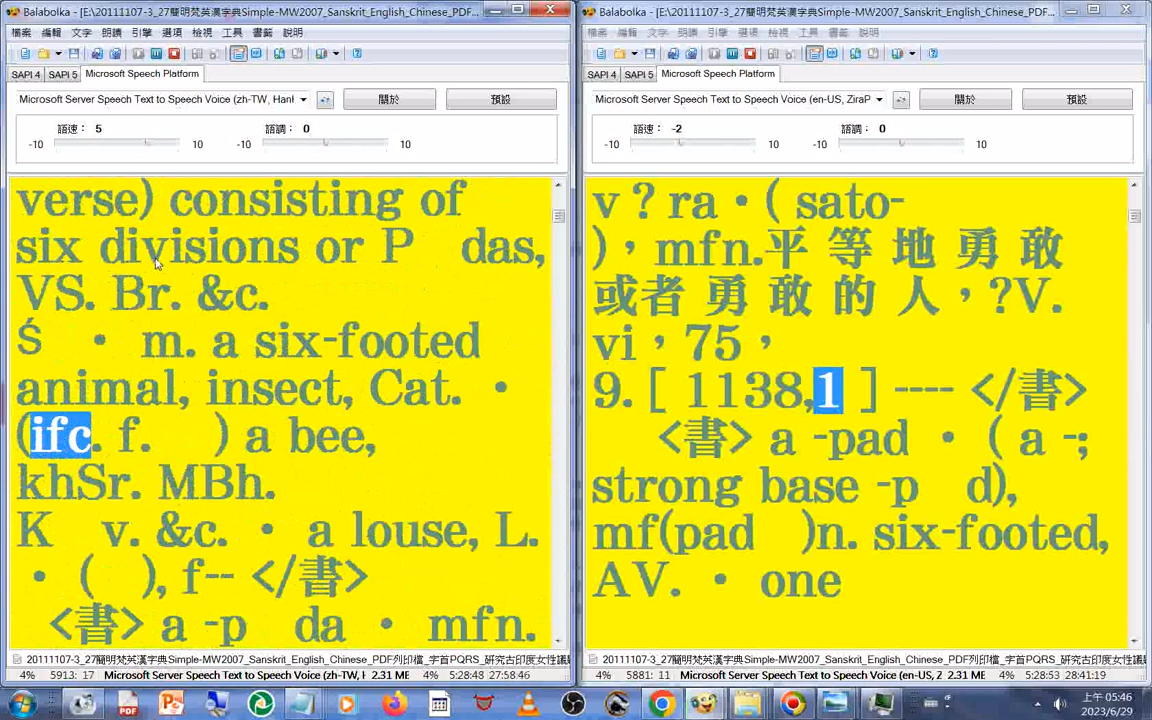 Balabolka - [E:\20111107-3_27簡明梵英漢字典Simple-MW2007_Sanskrit_English_Chinese_PDF...
檔案 編輯 文字 朗讀 引擎 選項 檢視 工具 書籤 說明
SAPI 4 SAPI 5 Microsoft Speech Platform
Microsoft Server Speech Text to Speech Voice (zh-TW, Hanl
關於 預設
語速： 5 語調： 0
-10 10 -10 10
verse) consisting of
six divisions or P das,
VS. Br. &c.
Ś • m. a six-footed
animal, insect, Cat. •
(ifc. f. ) a bee,
khSr. MBh.
K v. &c. • a louse, L.
• ( ), f-- </書>
<書> a -p da • mfn.
20111107-3_27簡明梵英漢字典Simple-MW2007_Sanskrit_English_Chinese_PDF列印檔_字首PQRS_研究古印度女性議
4% 5913: 17 Microsoft Server Speech Text to Speech Voice (zh-TW, H 2.31 ME 4% 5:28:48 27:58:46
Balabolka - [E:\20111107-3_27簡明梵英漢字典Simple-MW2007_Sanskrit_English_Chinese_PDF...
檔案 編輯 文字 朗讀 引擎 選項 檢視 工具 書籤 說明
SAPI 4 SAPI 5 Microsoft Speech Platform
Microsoft Server Speech Text to Speech Voice (en-US, ZiraP
關於 預設
語速： -2 語調： 0
-10 10 -10 10
v ? ra • ( sato-
)，mfn.平 等 地 勇 敢
或者 勇 敢 的 人，?V.
vi，75，
9. [ 1138,1 ] ---- </書>
<書> a -pad • ( a -;
strong base -p d),
mf(pad )n. six-footed,
AV. • one
20111107-3_27簡明梵英漢字典Simple-MW2007_Sanskrit_English_Chinese_PDF列印檔_字首PQRS_研究古印度女性議
4% 5881: 11 Microsoft Server Speech Text to Speech Voice (en-US, Z 2.31 ME 4% 5:28:53 28:41:19
上午 05:46
2023/6/29